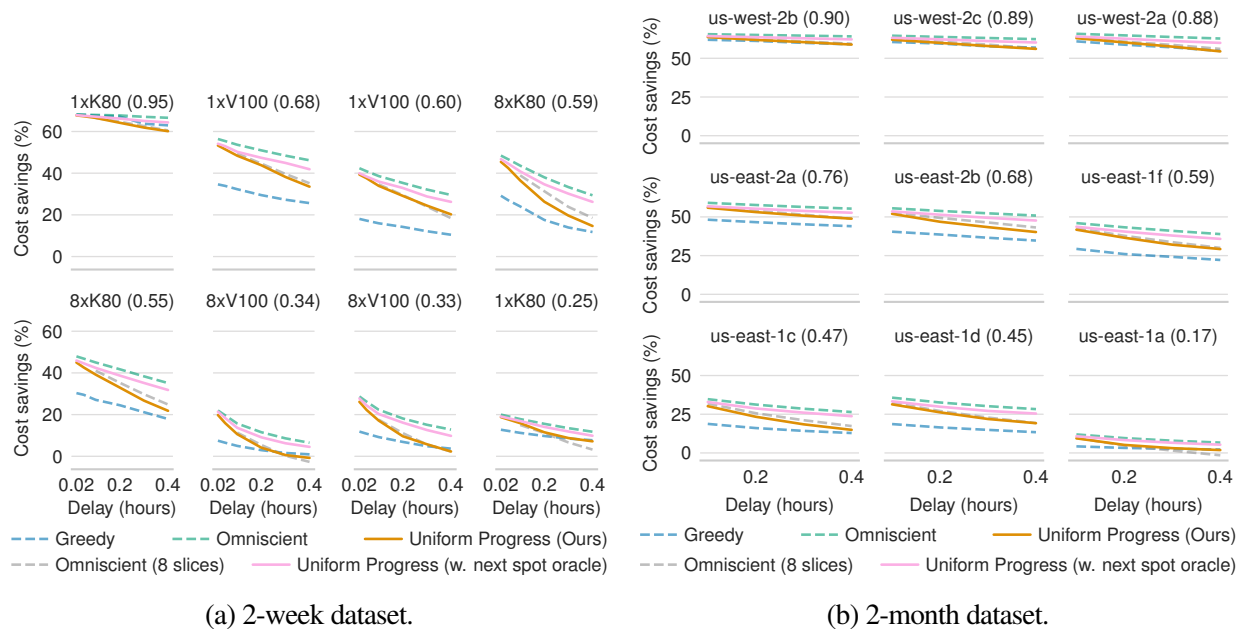 1xK80 (0.95) 1xV100 (0.68) 1xV100 (0.60) 8xK80 (0.59)
Cost savings (%)
60
40
20
0
8xK80 (0.55) 8xV100 (0.34) 8xV100 (0.33) 1xK80 (0.25)
Cost savings (%)
60
40
20
0
0.02 0.2 0.4 0.02 0.2 0.4 0.02 0.2 0.4 0.02 0.2 0.4
Delay (hours) Delay (hours) Delay (hours) Delay (hours)
Greedy Omniscient Uniform Progress (Ours)
Omniscient (8 slices) Uniform Progress (w. next spot oracle)
(a) 2-week dataset.
us-west-2b (0.90) us-west-2c (0.89) us-west-2a (0.88)
Cost savings (%)
50
25
0
us-east-2a (0.76) us-east-2b (0.68) us-east-1f (0.59)
Cost savings (%)
50
25
0
us-east-1c (0.47) us-east-1d (0.45) us-east-1a (0.17)
Cost savings (%)
50
25
0
0.2 0.4 0.2 0.4 0.2 0.4
Delay (hours) Delay (hours) Delay (hours)
Greedy Omniscient Uniform Progress (Ours)
Omniscient (8 slices) Uniform Progress (w. next spot oracle)
(b) 2-month dataset.